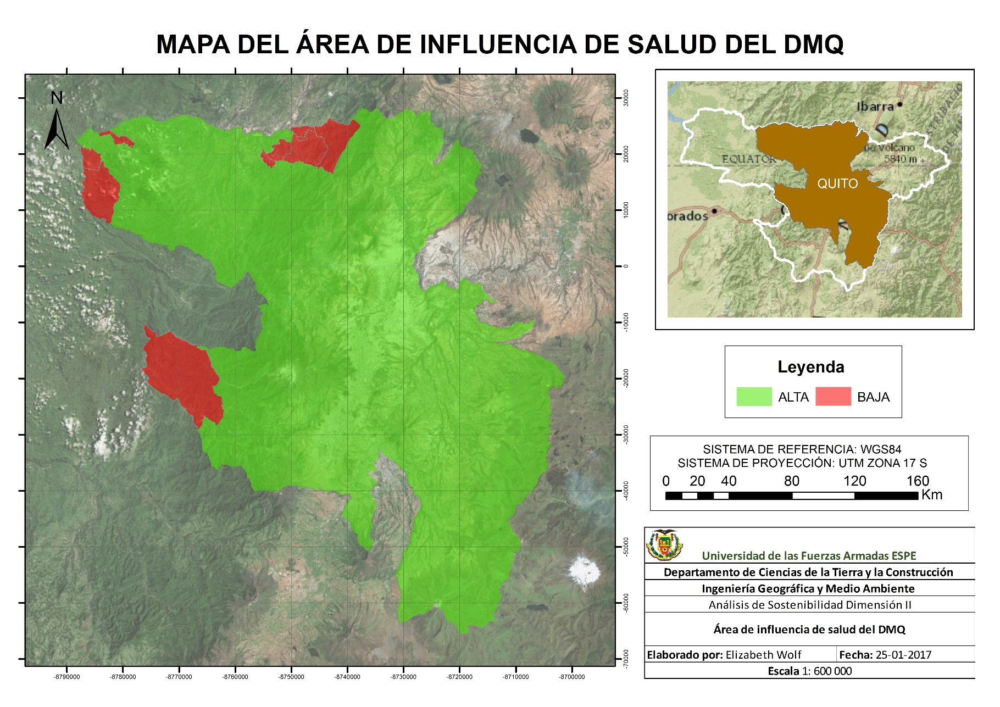 MAPA DEL ÁREA DE INFLUENCIA DE SALUD DEL DMQ
N
30000
20000
10000
0
-10000
-20000
-30000
-40000
-50000
-60000
-70000
-8790000 -8780000 -8770000 -8760000 -8750000 -8740000 -8730000 -8720000 -8710000 -8700000
Ibarra
Volcano
5840 m
EQUATOR
QUITO
orados
Leyenda
ALTA BAJA
SISTEMA DE REFERENCIA: WGS84
SISTEMA DE PROYECCIÓN: UTM ZONA 17 S
0 20 40 80 120 160
Km
Universidad de las Fuerzas Armadas ESPE
Departamento de Ciencias de la Tierra y la Construcción
Ingeniería Geográfica y Medio Ambiente
Análisis de Sostenibilidad Dimensión II
Área de influencia de salud del DMQ
Elaborado por: Elizabeth Wolf Fecha: 25-01-2017
Escala 1: 600 000